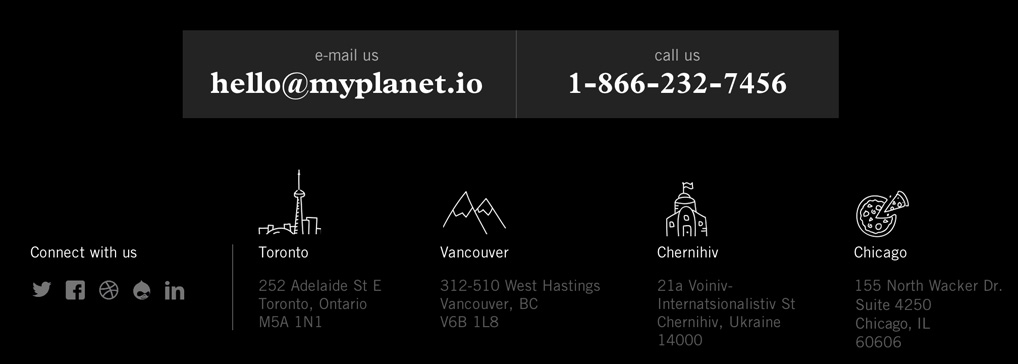 e-mail us
hello@myplanet.io
call us
1-866-232-7456
Connect with us
Toronto
252 Adelaide St E
Toronto, Ontario
M5A 1N1
Vancouver
312-510 West Hastings
Vancouver, BC
V6B 1L8
Chernihiv
21a Voiniv-
Internatsionalistiv St
Chernihiv, Ukraine
14000
Chicago
155 North Wacker Dr.
Suite 4250
Chicago, IL
60606